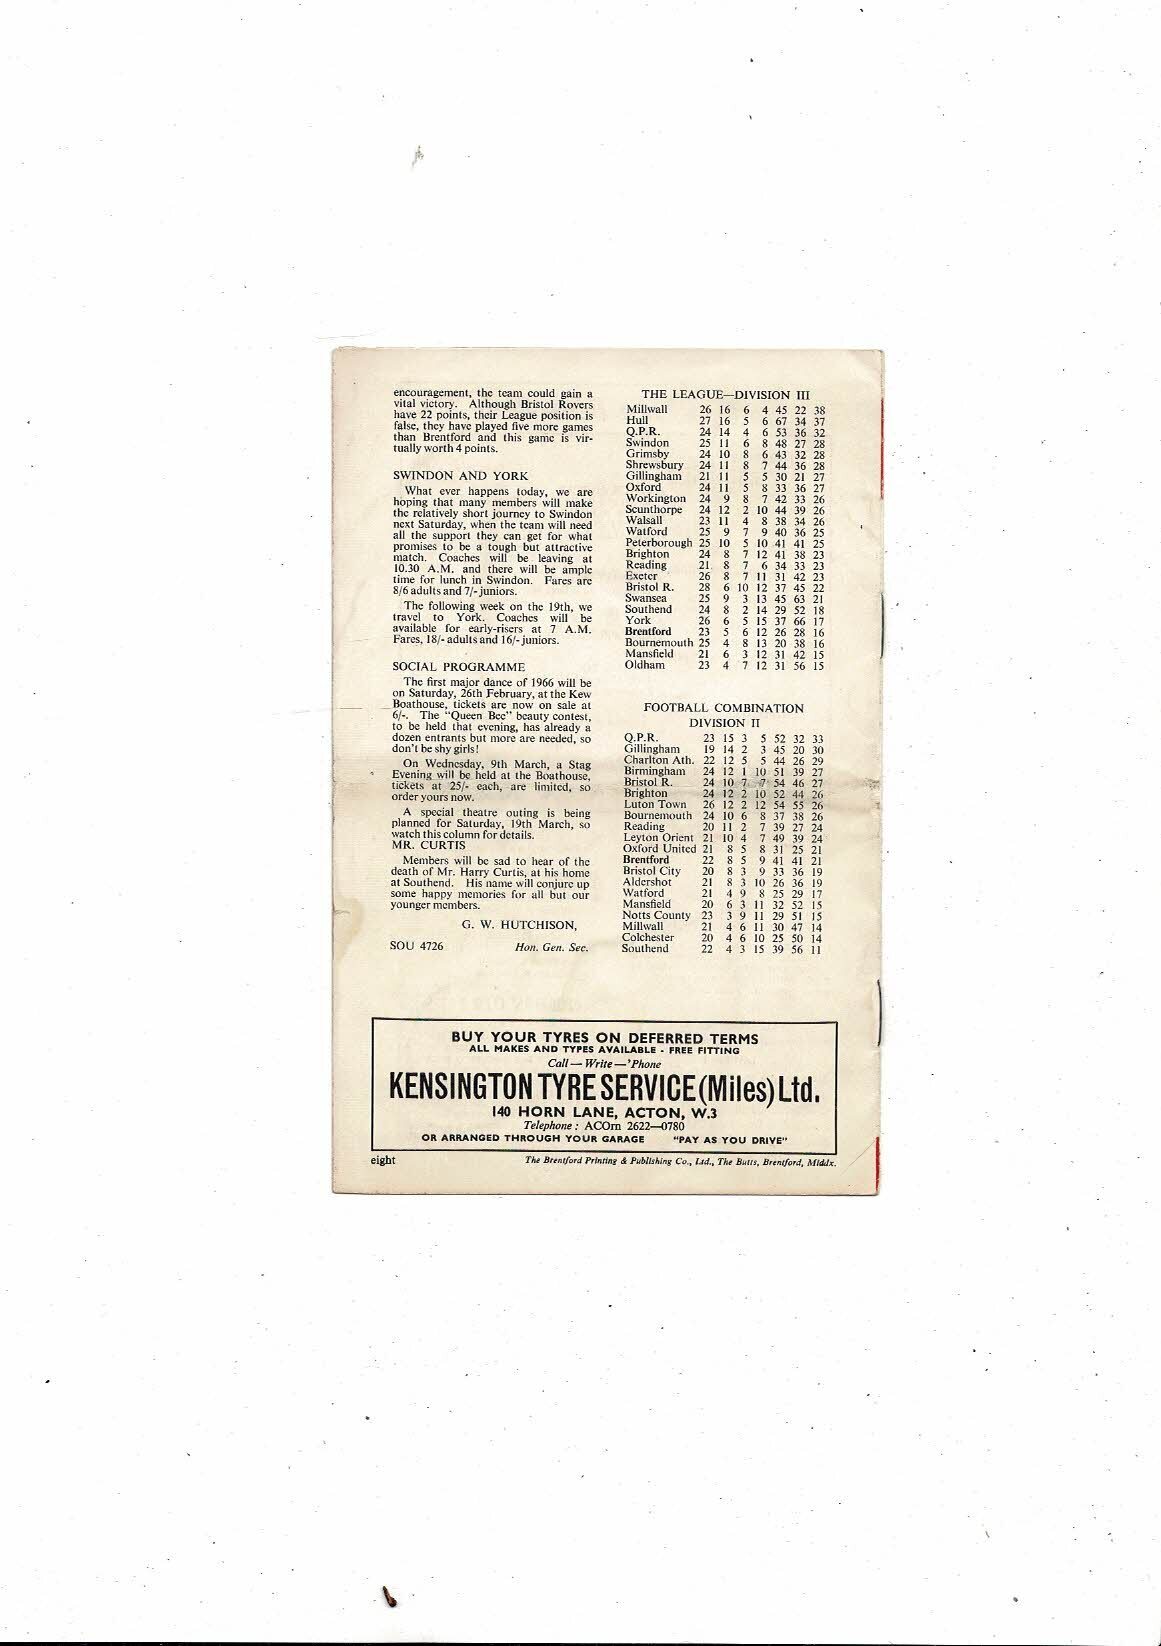 encouragement, the team could gain a
vital victory. Although Bristol Rovers
have 22 points, their League position is
false, they have played five more games
than Brentford and this game is vir-
tually worth 4 points.
SWINDON AND YORK
What ever happens today, we are
hoping that many members will make
the relatively short journey to Swindon
next Saturday, when the team will need
all the support they can get for what
promises to be a tough but attractive
match. Coaches will be leaving at
10.30 A.M. and there will be ample
time for lunch in Swindon. Fares are
8/6 adults and 7/- juniors.
The following week on the 19th, we
travel to York. Coaches will be
available for early-risers at 7 A.M.
Fares, 18/- adults and 16/- juniors.
SOCIAL PROGRAMME
The first major dance of 1966 will be
on Saturday, 26th February, at the Kew
Boathouse, tickets are now on sale at
6/-. The "Queen Bee" beauty contest,
to be held that evening, has already a
dozen entrants but more are needed, so
don't be shy girls!
On Wednesday, 9th March, a Stag
Evening will be held at the Boathouse,
tickets at 25/- each, are limited, so
order yours now.
A special theatre outing is being
planned for Saturday, 19th March, so
watch this column for details.
MR. CURTIS
Members will be sad to hear of the
death of Mr. Harry Curtis, at his home
at Southend. His name will conjure up
some happy memories for all but our
younger members.
G. W. HUTCHISON,
SOU 4726 Hon. Gen. Sec.
THE LEAGUE—DIVISION III
Millwall 26 16 6 4 45 22 38
Hull 27 16 5 6 67 34 37
Q.P.R. 24 14 4 6 53 36 32
Swindon 25 11 6 8 48 27 28
Grimsby 24 10 8 6 43 32 28
Shrewsbury 24 11 8 7 44 36 28
Gillingham 21 11 5 5 30 21 27
Oxford 24 11 5 8 33 36 27
Workington 24 9 8 7 42 33 26
Scunthorpe 24 12 2 10 44 39 26
Walsall 23 11 4 8 38 34 26
Watford 25 9 7 9 40 36 25
Peterborough 25 10 5 10 41 41 25
Brighton 24 8 7 12 41 38 23
Reading 21 8 7 6 34 33 23
Exeter 26 8 7 11 31 42 23
Bristol R. 28 6 10 12 37 45 22
Swansea 25 9 3 13 45 63 21
Southend 24 8 2 14 29 52 18
York 26 6 5 15 37 66 17
Brentford 23 5 6 12 26 28 16
Bournemouth 25 4 8 13 20 38 16
Mansfield 21 6 3 12 31 42 15
Oldham 23 4 7 12 31 56 15
FOOTBALL COMBINATION
DIVISION II
Q.P.R. 23 15 3 5 52 32 33
Gillingham 19 14 2 3 45 20 30
Charlton Ath. 22 12 5 5 44 26 29
Birmingham 24 12 1 10 51 39 27
Bristol R. 24 10 7 7 54 46 27
Brighton 24 12 2 10 52 44 26
Luton Town 26 12 2 12 54 55 26
Bournemouth 24 10 6 8 37 38 26
Reading 20 11 2 7 39 27 24
Leyton Orient 21 10 4 7 49 39 24
Oxford United 21 8 5 8 31 25 21
Brentford 22 8 5 9 41 41 21
Bristol City 20 8 3 9 33 36 19
Aldershot 21 8 3 10 26 36 19
Watford 21 4 9 8 25 29 17
Mansfield 20 6 3 11 32 52 15
Notts County 23 3 9 11 29 51 15
Millwall 21 4 6 11 30 47 14
Colchester 20 4 6 10 25 50 14
Southend 22 4 3 15 39 56 11
BUY YOUR TYRES ON DEFERRED TERMS
ALL MAKES AND TYPES AVAILABLE - FREE FITTING
Call — Write — 'Phone
KENSINGTON TYRE SERVICE (Miles) Ltd.
140 HORN LANE, ACTON, W.3
Telephone : ACOrn 2622—0780
OR ARRANGED THROUGH YOUR GARAGE "PAY AS YOU DRIVE"
eight The Brentford Printing & Publishing Co., Ltd., The Butts, Brentford, Middx.